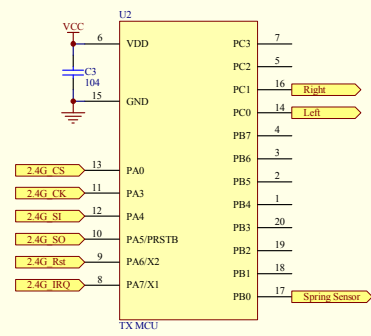 U2
VCC
6 VDD PC3 7
PC2 5
C3
104
15 GND PC1 16 Right
PC0 14 Left
PB7 4
PB6 3
2.4G_CS 13 PA0
PB5 2
2.4G_CK 11 PA3
PB4 1
2.4G_SI 12 PA4
PB3 20
2.4G_SO 10 PA5/PRSTB
PB2 19
2.4G_Rst 9 PA6/X2
PB1 18
2.4G_IRQ 8 PA7/X1
PB0 17 Spring Sensor
TX MCU